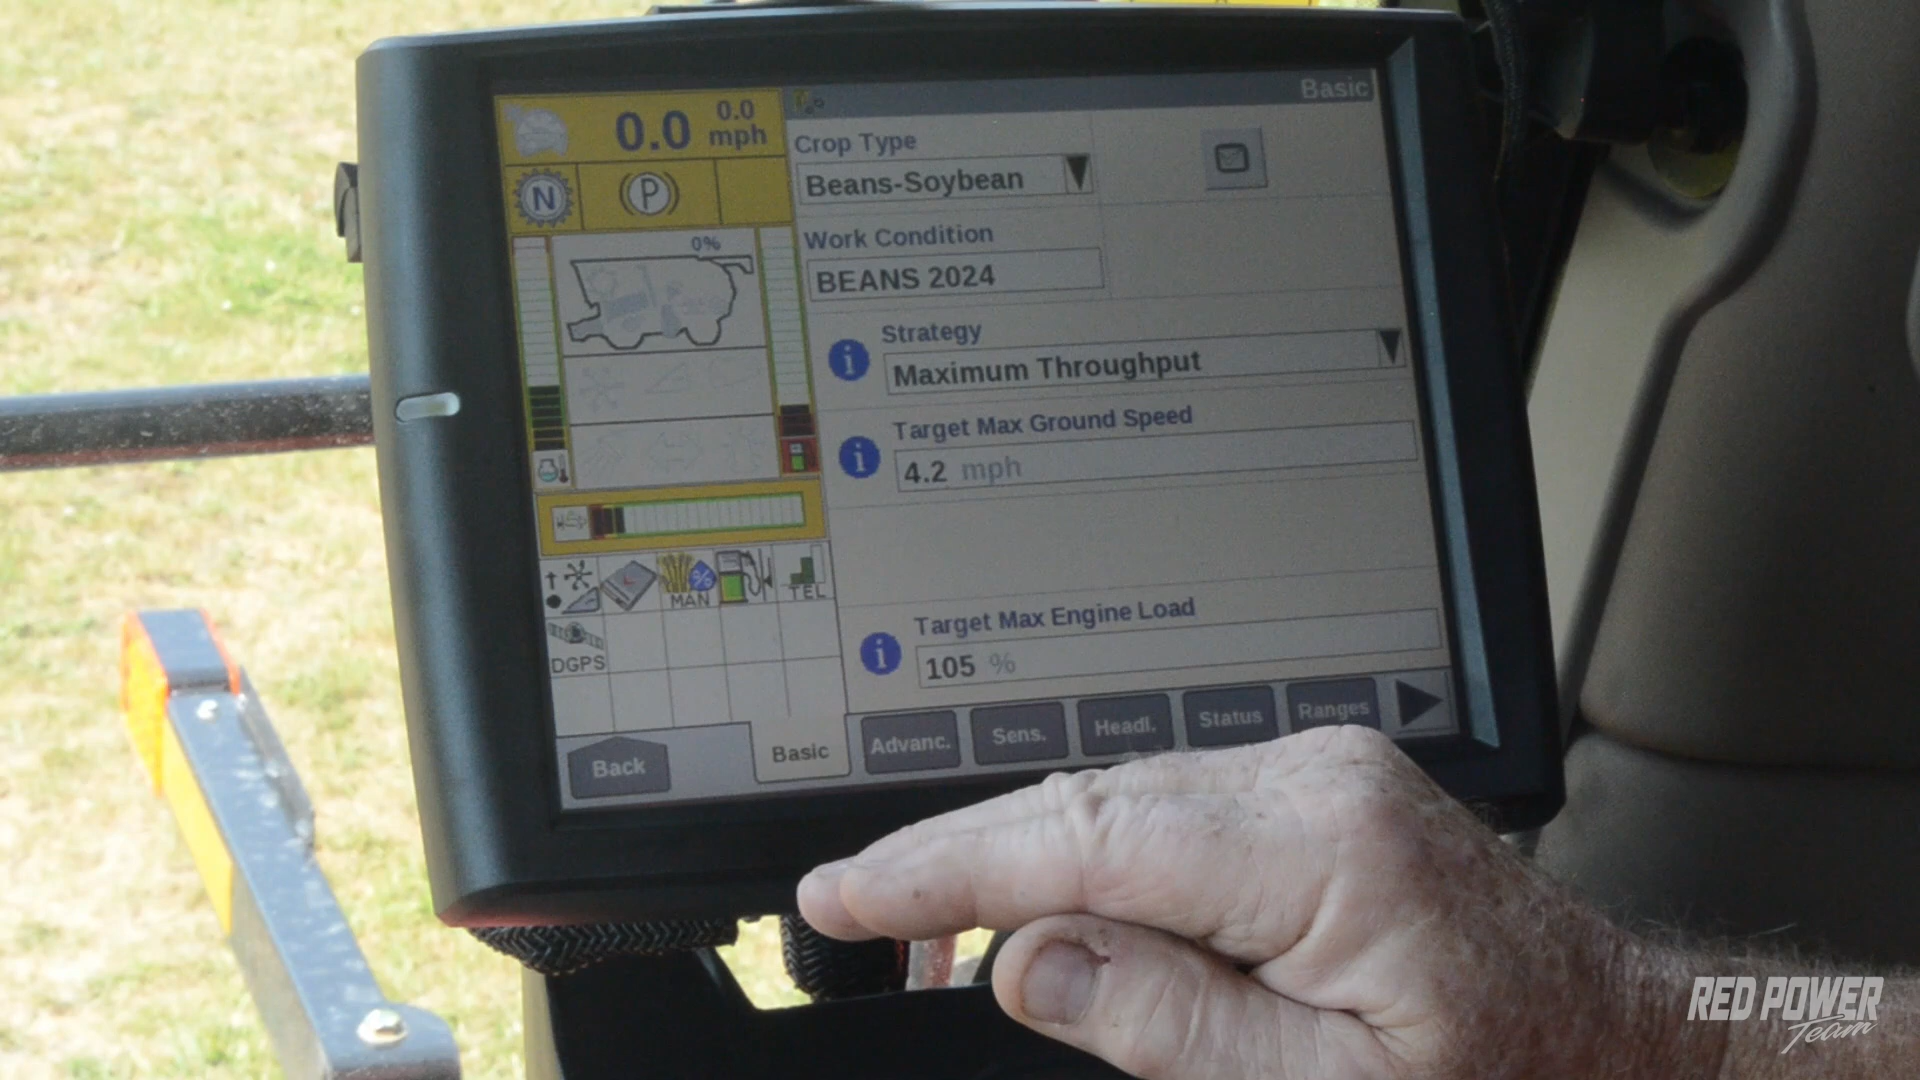 Basic
0.0
0.0
mph
N
P
0%
Crop Type
Beans-Soybean
Work Condition
BEANS 2024
Strategy
i
Maximum Throughput
Target Max Ground Speed
i
4.2 mph
%
MAN
TEL
DGPS
Target Max Engine Load
i
105 %
Back
Basic
Advanc.
Sens.
Headl.
Status
Ranges
RED POWER
Team